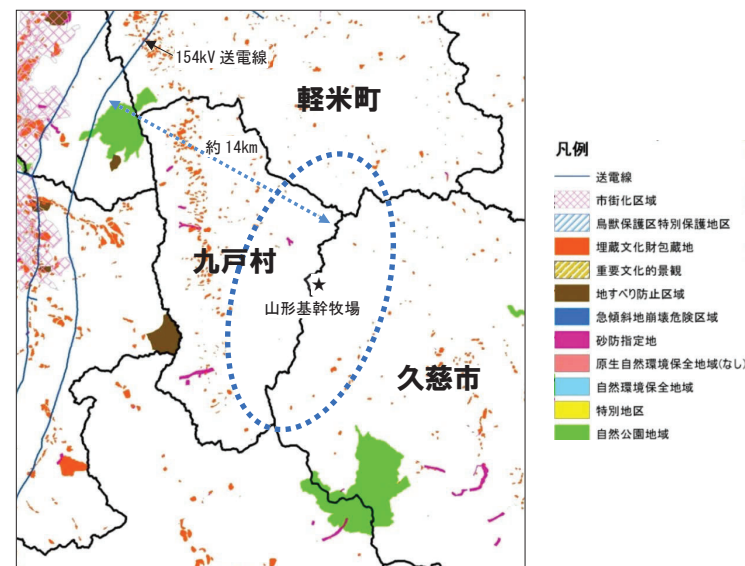 154kV 送電線
軽米町
約 14km
九戸村
山形基幹牧場
久慈市
凡例
送電線
市街化区域
鳥獣保護区特別保護地区
埋蔵文化財包蔵地
重要文化的景観
地すべり防止区域
急傾斜地崩壊危険区域
砂防指定地
原生自然環境保全地域(なし)
自然環境保全地域
特別地区
自然公園地域